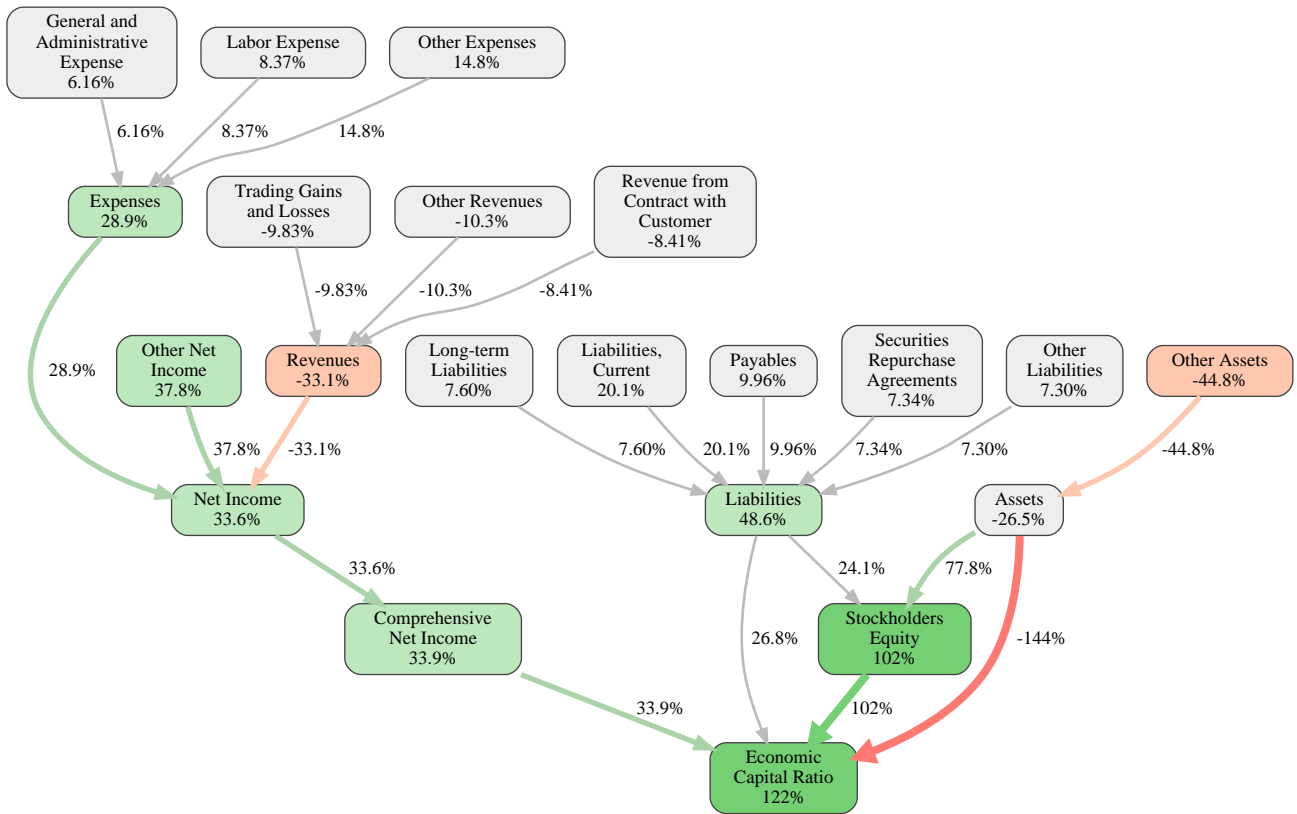 General and
Administrative
Expense
6.16%
Labor Expense
8.37%
Other Expenses
14.8%
6.16%
8.37%
14.8%
Expenses
28.9%
Trading Gains
and Losses
-9.83%
Other Revenues
-10.3%
Revenue from
Contract with
Customer
-8.41%
-9.83%
-10.3%
-8.41%
28.9%
Other Net
Income
37.8%
Revenues
-33.1%
Long-term
Liabilities
7.60%
Liabilities,
Current
20.1%
Payables
9.96%
Securities
Repurchase
Agreements
7.34%
Other
Liabilities
7.30%
Other Assets
-44.8%
37.8%
-33.1%
7.60%
20.1%
9.96%
7.34%
7.30%
-44.8%
Net Income
33.6%
Liabilities
48.6%
Assets
-26.5%
33.6%
24.1%
77.8%
Comprehensive
Net Income
33.9%
26.8%
Stockholders
Equity
102%
-144%
33.9%
102%
Economic
Capital Ratio
122%